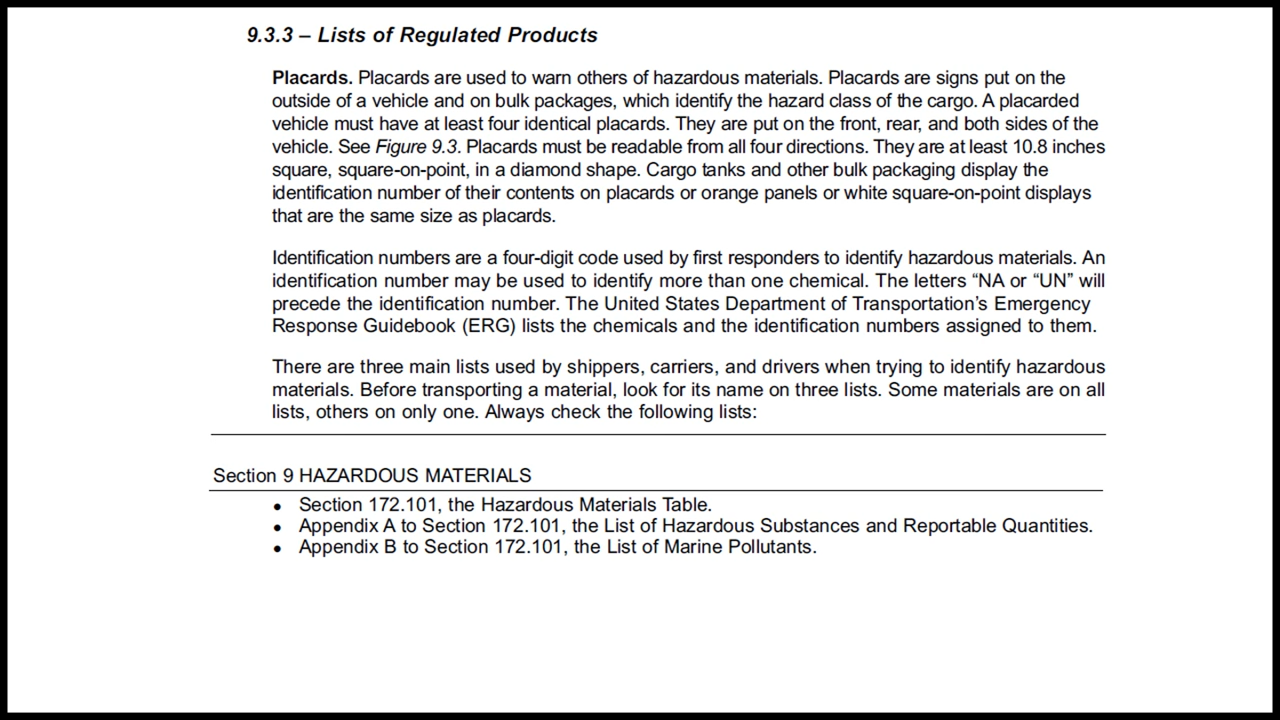 9.3.3 – Lists of Regulated Products
Placards. Placards are used to warn others of hazardous materials. Placards are signs put on the
outside of a vehicle and on bulk packages, which identify the hazard class of the cargo. A placarded
vehicle must have at least four identical placards. They are put on the front, rear, and both sides of the
vehicle. See Figure 9.3. Placards must be readable from all four directions. They are at least 10.8 inches
square, square-on-point, in a diamond shape. Cargo tanks and other bulk packaging display the
identification number of their contents on placards or orange panels or white square-on-point displays
that are the same size as placards.
Identification numbers are a four-digit code used by first responders to identify hazardous materials. An
identification number may be used to identify more than one chemical. The letters “NA or “UN” will
precede the identification number. The United States Department of Transportation’s Emergency
Response Guidebook (ERG) lists the chemicals and the identification numbers assigned to them.
There are three main lists used by shippers, carriers, and drivers when trying to identify hazardous
materials. Before transporting a material, look for its name on three lists. Some materials are on all
lists, others on only one. Always check the following lists:
Section 9 HAZARDOUS MATERIALS
• Section 172.101, the Hazardous Materials Table.
• Appendix A to Section 172.101, the List of Hazardous Substances and Reportable Quantities.
• Appendix B to Section 172.101, the List of Marine Pollutants.